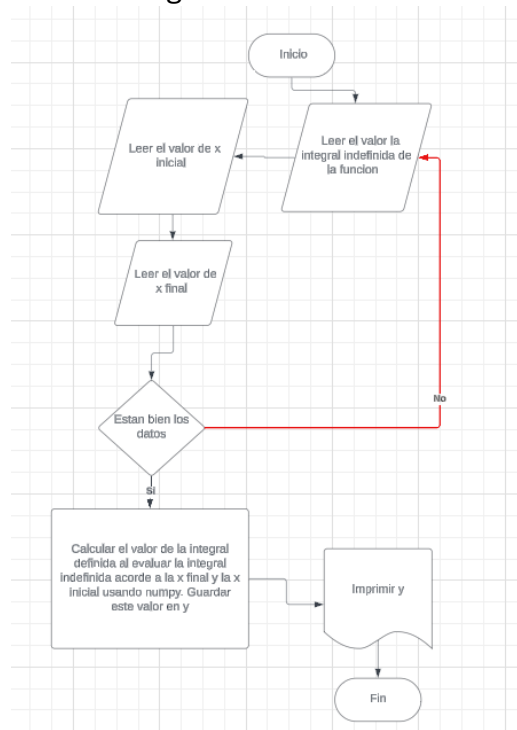 Inicio
Leer el valor la
integral indefinida de
la funcion
Leer el valor de x
inicial
Leer el valor de
x final
Estan bien los
datos
No
Si
Calcular el valor de la integral
definida al evaluar la integral
indefinida acorde a la x final y la x
inicial usando numpy. Guardar
este valor en y
Imprimir y
Fin